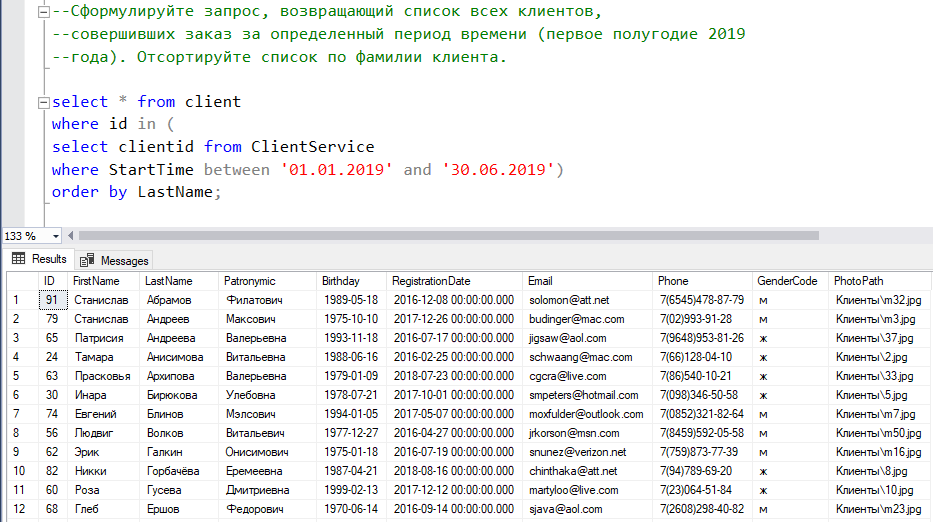 --Сформулируйте запрос, возвращающий список всех клиентов,
--совершивших заказ за определенный период времени (первое полугодие 2019
--года). Отсортируйте список по фамилии клиента.
select * from client
where id in (
select clientid from ClientService
where StartTime between '01.01.2019' and '30.06.2019')
order by LastName;
133 %
Results Messages
ID FirstName LastName Patronymic Birthday RegistrationDate Email Phone GenderCode PhotoPath
1 91 Станислав Абрамов Филатович 1989-05-18 2016-12-08 00:00:00.000 solomon@att.net 7(6545)478-87-79 м Клиенты\m32.jpg
2 79 Станислав Андреев Максович 1975-10-10 2017-12-26 00:00:00.000 budinger@mac.com 7(02)993-91-28 м Клиенты\m3.jpg
3 65 Патрисия Андреева Валерьевна 1993-11-18 2016-07-17 00:00:00.000 jigsaw@aol.com 7(9648)953-81-26 ж Клиенты\37.jpg
4 24 Тамара Анисимова Витальевна 1988-06-16 2016-02-25 00:00:00.000 schwaang@mac.com 7(66)128-04-10 ж Клиенты\2.jpg
5 63 Прасковья Архипова Валерьевна 1979-01-09 2018-07-23 00:00:00.000 cgcra@live.com 7(86)540-10-21 ж Клиенты\33.jpg
6 30 Инара Бирюкова Улебовна 1978-07-21 2017-10-01 00:00:00.000 smpeters@hotmail.com 7(098)346-50-58 ж Клиенты\5.jpg
7 74 Евгений Блинов Мэлсович 1994-01-05 2017-05-07 00:00:00.000 moxfulder@outlook.com 7(0852)321-82-64 м Клиенты\m7.jpg
8 56 Людвиг Волков Витальевич 1977-12-27 2016-04-27 00:00:00.000 jrkorson@msn.com 7(8459)592-05-58 м Клиенты\m50.jpg
9 62 Эрик Галкин Онисимович 1975-01-18 2016-07-19 00:00:00.000 snunez@verizon.net 7(759)873-77-39 м Клиенты\m16.jpg
10 82 Никки Горбачёва Еремеевна 1987-04-21 2018-08-16 00:00:00.000 chinthaka@att.net 7(94)789-69-20 ж Клиенты\8.jpg
11 60 Роза Гусева Дмитриевна 1999-02-13 2017-12-12 00:00:00.000 martyloo@live.com 7(23)064-51-84 ж Клиенты\10.jpg
12 68 Глеб Ершов Федорович 1970-06-14 2016-09-14 00:00:00.000 sjava@aol.com 7(2608)298-40-82 м Клиенты\m23.jpg